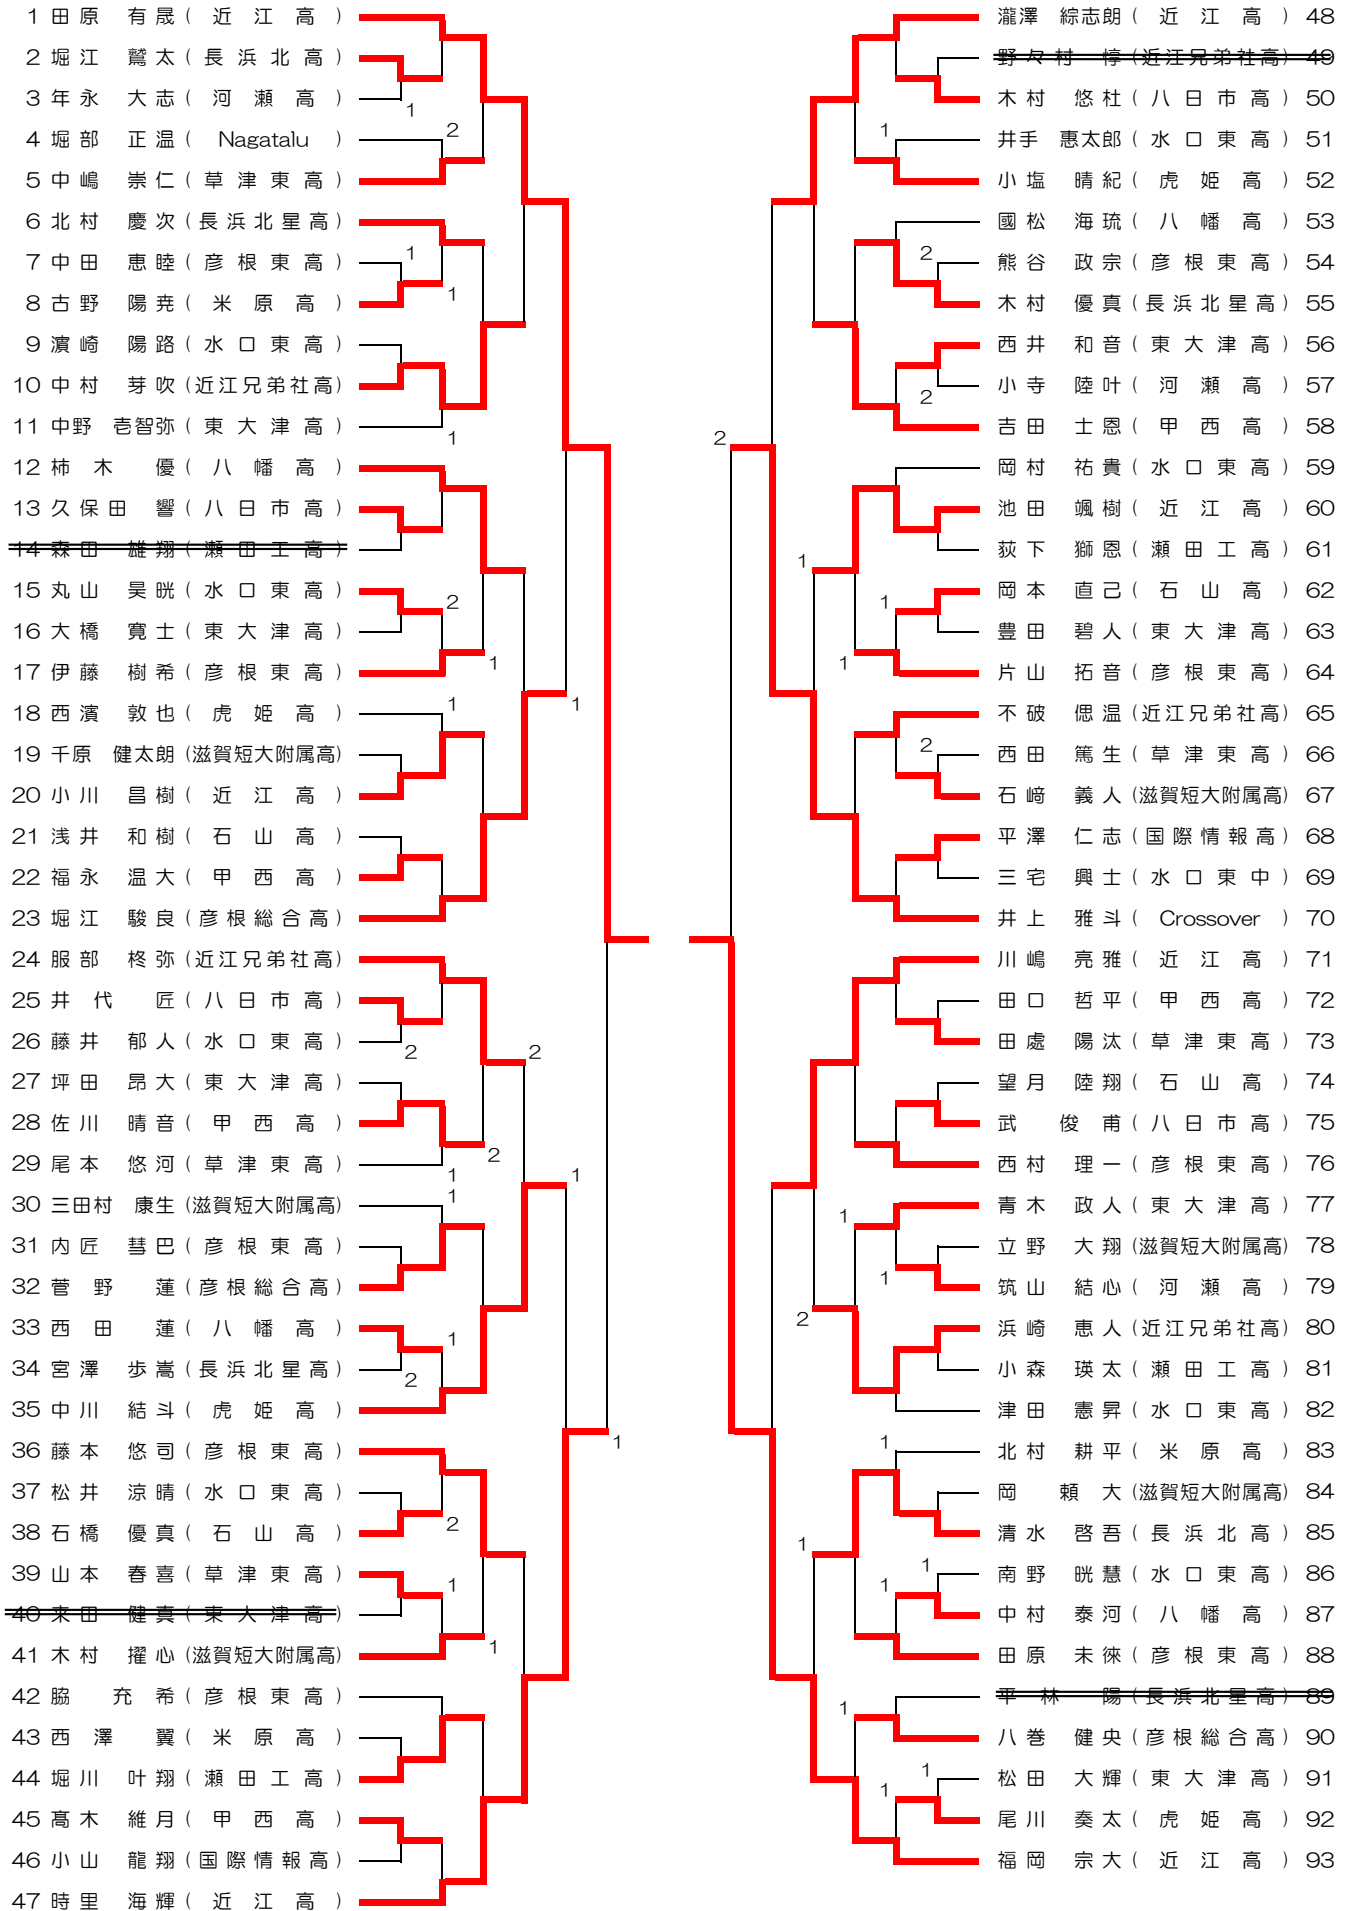 1 田原 有晟 ( 近江高 )
2 堀江 鷲太 ( 長浜北高 )
3 年永 大志 ( 河瀬高 )
1
4 堀部 正温 ( Nagatalu )
2
5 中嶋 崇仁 ( 草津東高 )
6 北村 慶次 ( 長浜北星高 )
7 中田 恵睦 ( 彦根東高 )
1
8 古野 陽尭 ( 米原高 )
1
9 濵崎 陽路 ( 水口東高 )
10 中村 芽吹 (近江兄弟社高)
11 中野 壱智弥 ( 東大津高 )
1
12 柿木 優 ( 八幡高 )
13 久保田 響 ( 八日市高 )
14 森田 雄翔 ( 瀬田工高 )
15 丸山 昊晄 ( 水口東高 )
2
16 大橋 寛士 ( 東大津高 )
17 伊藤 樹希 ( 彦根東高 )
1
18 西濱 敦也 ( 虎姫高 )
1
1
19 千原 健太朗 (滋賀短大附属高)
20 小川 昌樹 ( 近江高 )
21 浅井 和樹 ( 石山高 )
22 福永 温大 ( 甲西高 )
23 堀江 駿良 ( 彦根総合高 )
24 服部 柊弥 (近江兄弟社高)
25 井代 匠 ( 八日市高 )
26 藤井 郁人 ( 水口東高 )
2
2
27 坪田 昂大 ( 東大津高 )
28 佐川 晴音 ( 甲西高 )
2
29 尾本 悠河 ( 草津東高 )
1
1
30 三田村 康生 (滋賀短大附属高)
1
31 内匠 彗巴 ( 彦根東高 )
32 菅野 蓮 ( 彦根総合高 )
33 西田 蓮 ( 八幡高 )
1
34 宮澤 歩嵩 ( 長浜北星高 )
2
35 中川 結斗 ( 虎姫高 )
36 藤本 悠司 ( 彦根東高 )
1
37 松井 涼晴 ( 水口東高 )
38 石橋 優真 ( 石山高 )
2
39 山本 春喜 ( 草津東高 )
1
40 来田 健真 ( 東大津高 )
41 木村 擢心 (滋賀短大附属高)
1
42 脇 充希 ( 彦根東高 )
43 西澤 翼 ( 米原高 )
44 堀川 叶翔 ( 瀬田工高 )
45 髙木 維月 ( 甲西高 )
46 小山 龍翔 ( 国際情報高 )
47 時里 海輝 ( 近江高 )
瀧澤 綜志朗 ( 近江高 ) 48
野々村 惇 (近江兄弟社高) 49
木村 悠杜 ( 八日市高 ) 50
1
井手 恵太郎 ( 水口東高 ) 51
小塩 晴紀 ( 虎姫高 ) 52
國松 海琉 ( 八幡高 ) 53
2
熊谷 政宗 ( 彦根東高 ) 54
木村 優真 ( 長浜北星高 ) 55
西井 和音 ( 東大津高 ) 56
小寺 陸叶 ( 河瀬高 ) 57
2
吉田 士恩 ( 甲西高 ) 58
2
岡村 祐貴 ( 水口東高 ) 59
池田 颯樹 ( 近江高 ) 60
荻下 獅恩 ( 瀬田工高 ) 61
1
岡本 直己 ( 石山高 ) 62
1
豊田 碧人 ( 東大津高 ) 63
1
片山 拓音 ( 彦根東高 ) 64
不破 偲温 (近江兄弟社高) 65
2
西田 篤生 ( 草津東高 ) 66
石﨑 義人 (滋賀短大附属高) 67
平澤 仁志 ( 国際情報高 ) 68
三宅 興士 ( 水口東中 ) 69
井上 雅斗 ( Crossover ) 70
川嶋 亮雅 ( 近江高 ) 71
田口 哲平 ( 甲西高 ) 72
田處 陽汰 ( 草津東高 ) 73
望月 陸翔 ( 石山高 ) 74
武 俊甫 ( 八日市高 ) 75
西村 理一 ( 彦根東高 ) 76
青木 政人 ( 東大津高 ) 77
1
立野 大翔 (滋賀短大附属高) 78
1
筑山 結心 ( 河瀬高 ) 79
2
浜崎 恵人 (近江兄弟社高) 80
小森 瑛太 ( 瀬田工高 ) 81
津田 憲昇 ( 水口東高 ) 82
1
北村 耕平 ( 米原高 ) 83
岡 頼大 (滋賀短大附属高) 84
清水 啓吾 ( 長浜北高 ) 85
1
1
南野 晄慧 ( 水口東高 ) 86
1
中村 泰河 ( 八幡高 ) 87
田原 未徠 ( 彦根東高 ) 88
平林 陽 ( 長浜北星高 ) 89
1
八巻 健央 ( 彦根総合高 ) 90
1
松田 大輝 ( 東大津高 ) 91
1
尾川 奏太 ( 虎姫高 ) 92
福岡 宗大 ( 近江高 ) 93